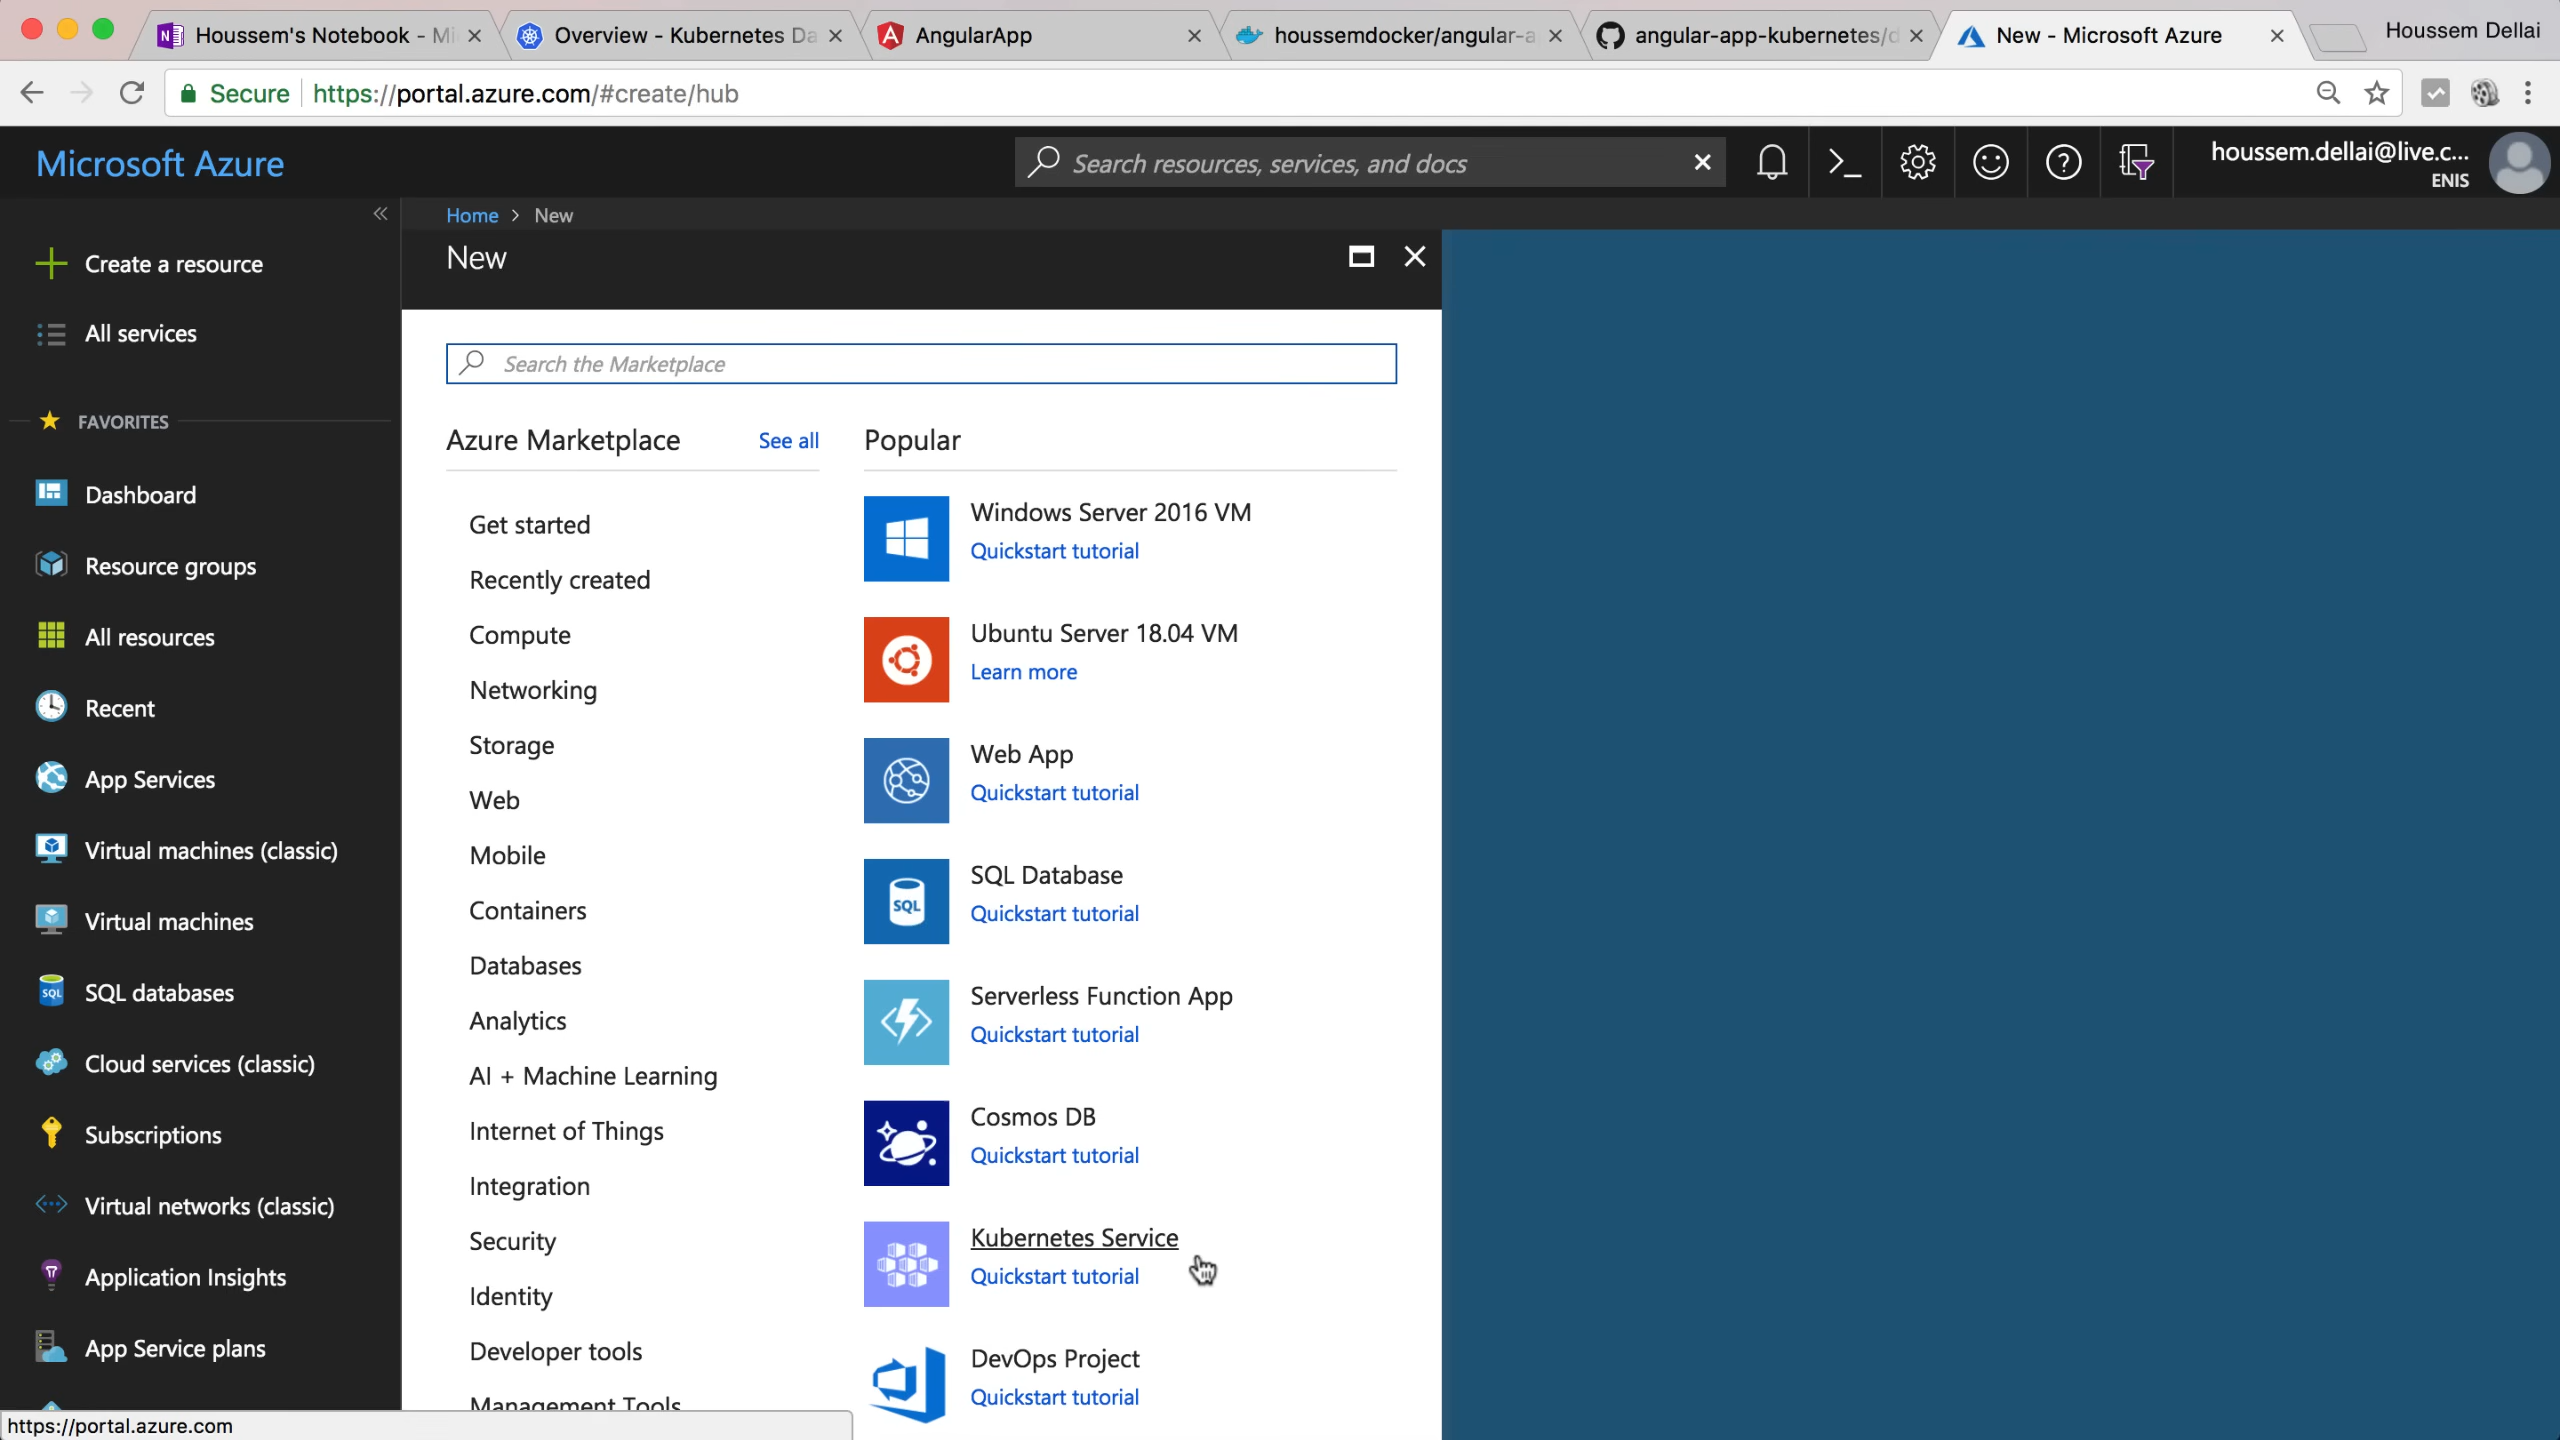 Houssem's Notebook - Mi
Overview - Kubernetes Da
AngularApp
houssemdocker/angular-a
angular-app-kubernetes/d
New - Microsoft Azure
Houssem Dellai
Secure
https://portal.azure.com/#create/hub
Microsoft Azure
Search resources, services, and docs
houssem.dellai@live.c...
ENIS
Home > New
New
Create a resource
All services
FAVORITES
Dashboard
Resource groups
All resources
Recent
App Services
Virtual machines (classic)
Virtual machines
SQL databases
Cloud services (classic)
Subscriptions
Virtual networks (classic)
Application Insights
App Service plans
Search the Marketplace
Azure Marketplace
See all
Get started
Recently created
Compute
Networking
Storage
Web
Mobile
Containers
Databases
Analytics
AI + Machine Learning
Internet of Things
Integration
Security
Identity
Developer tools
Management Tools
Popular
Windows Server 2016 VM
Quickstart tutorial
Ubuntu Server 18.04 VM
Learn more
Web App
Quickstart tutorial
SQL
SQL Database
Quickstart tutorial
Serverless Function App
Quickstart tutorial
Cosmos DB
Quickstart tutorial
Kubernetes Service
Quickstart tutorial
DevOps Project
Quickstart tutorial
https://portal.azure.com